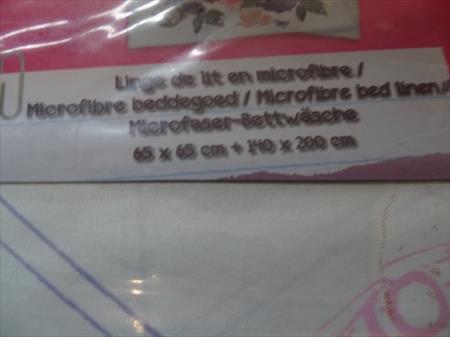 Linge de lit en microfibre /
Microfibre beddegoed / Microfibre bed linen /
Microfaser-Bettwäsche
65 x 65 cm + 140 x 200 cm